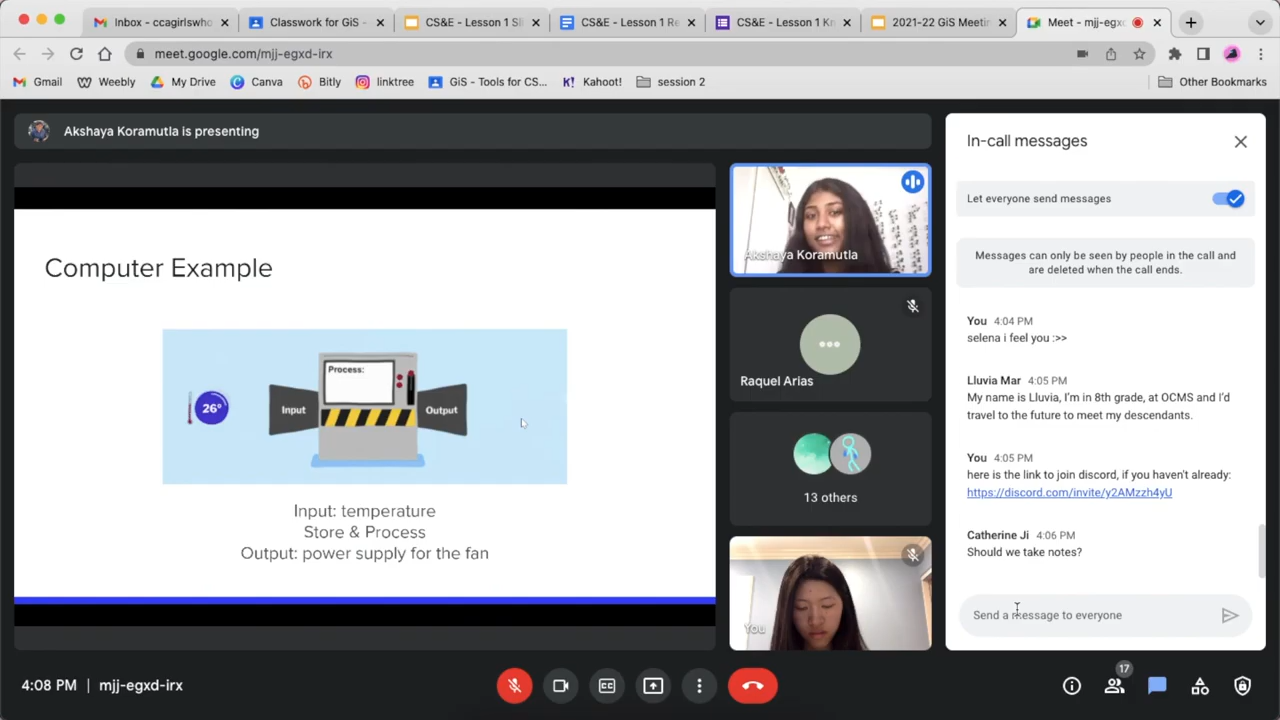 Inbox - ccagirlswho
Classwork for GiS -
CS&E - Lesson 1 Sli
CS&E - Lesson 1 Re
CS&E - Lesson 1 Kn
2021-22 GiS Meetin
Meet - mjj-egx
meet.google.com/mjj-egxd-irx
Gmail
Weebly
My Drive
Canva
Bitly
linktree
GiS - Tools for CS...
Kahoot!
session 2
Other Bookmarks
Akshaya Koramutla is presenting
Computer Example
26°
Input
Process:
Output
Input: temperature
Store & Process
Output: power supply for the fan
Akshaya Koramutla
Raquel Arias
13 others
You
In-call messages
Let everyone send messages
Messages can only be seen by people in the call and
are deleted when the call ends.
You 4:04 PM
selena i feel you :>>
Lluvia Mar 4:05 PM
My name is Lluvia, I'm in 8th grade, at OCMS and I'd
travel to the future to meet my descendants.
You 4:05 PM
here is the link to join discord, if you haven't already:
https://discord.com/invite/y2AMzzh4yU
Catherine Ji 4:06 PM
Should we take notes?
Send a message to everyone
4:08 PM | mjj-egxd-irx
17